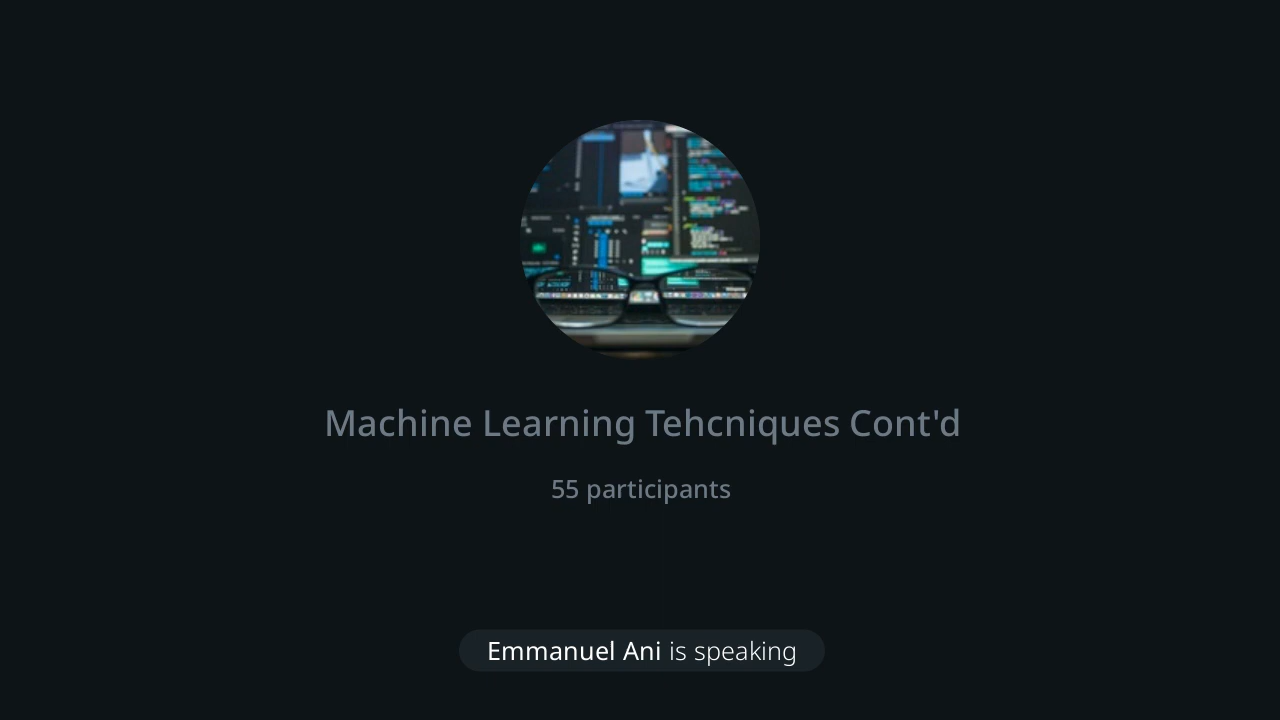 Machine Learning Tehcniques Cont'd
55 participants
Emmanuel Ani is speaking